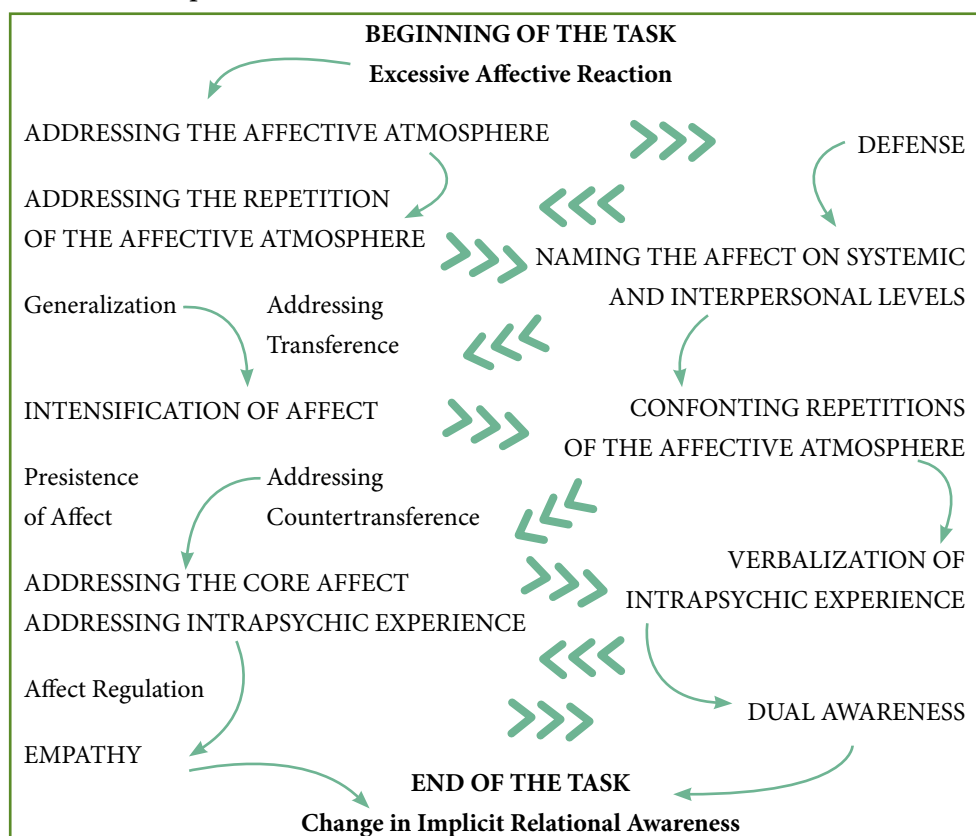 BEGINNING OF THE TASK
Excessive Affective Reaction
ADDRESSING THE AFFECTIVE ATMOSPHERE
DEFENSE
ADDRESSING THE REPETITION
OF THE AFFECTIVE ATMOSPHERE
NAMING THE AFFECT ON SYSTEMIC
AND INTERPERSONAL LEVELS
Generalization
Addressing
Transference
INTENSIFICATION OF AFFECT
CONFONTING REPETITIONS
OF THE AFFECTIVE ATMOSPHERE
Presistence
of Affect
Addressing
Countertransference
VERBALIZATION OF
INTRAPSYCHIC EXPERIENCE
ADDRESSING THE CORE AFFECT
ADDRESSING INTRAPSYCHIC EXPERIENCE
Affect Regulation
DUAL AWARENESS
EMPATHY
END OF THE TASK
Change in Implicit Relational Awareness